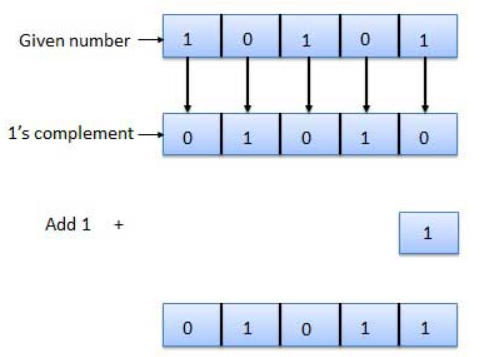 Given number 1 0 1 0 1
1's complement 0 1 0 1 0
Add 1 + 1
0 1 0 1 1